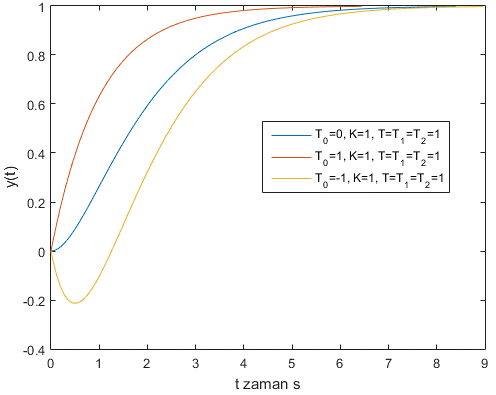 1
0.8
0.6
0.4
0.2
0
-0.2
-0.4
y(t)
T0=0, K=1, T=T1=T2=1
T0=1, K=1, T=T1=T2=1
T0=-1, K=1, T=T1=T2=1
0 1 2 3 4 5 6 7 8 9
t zaman s